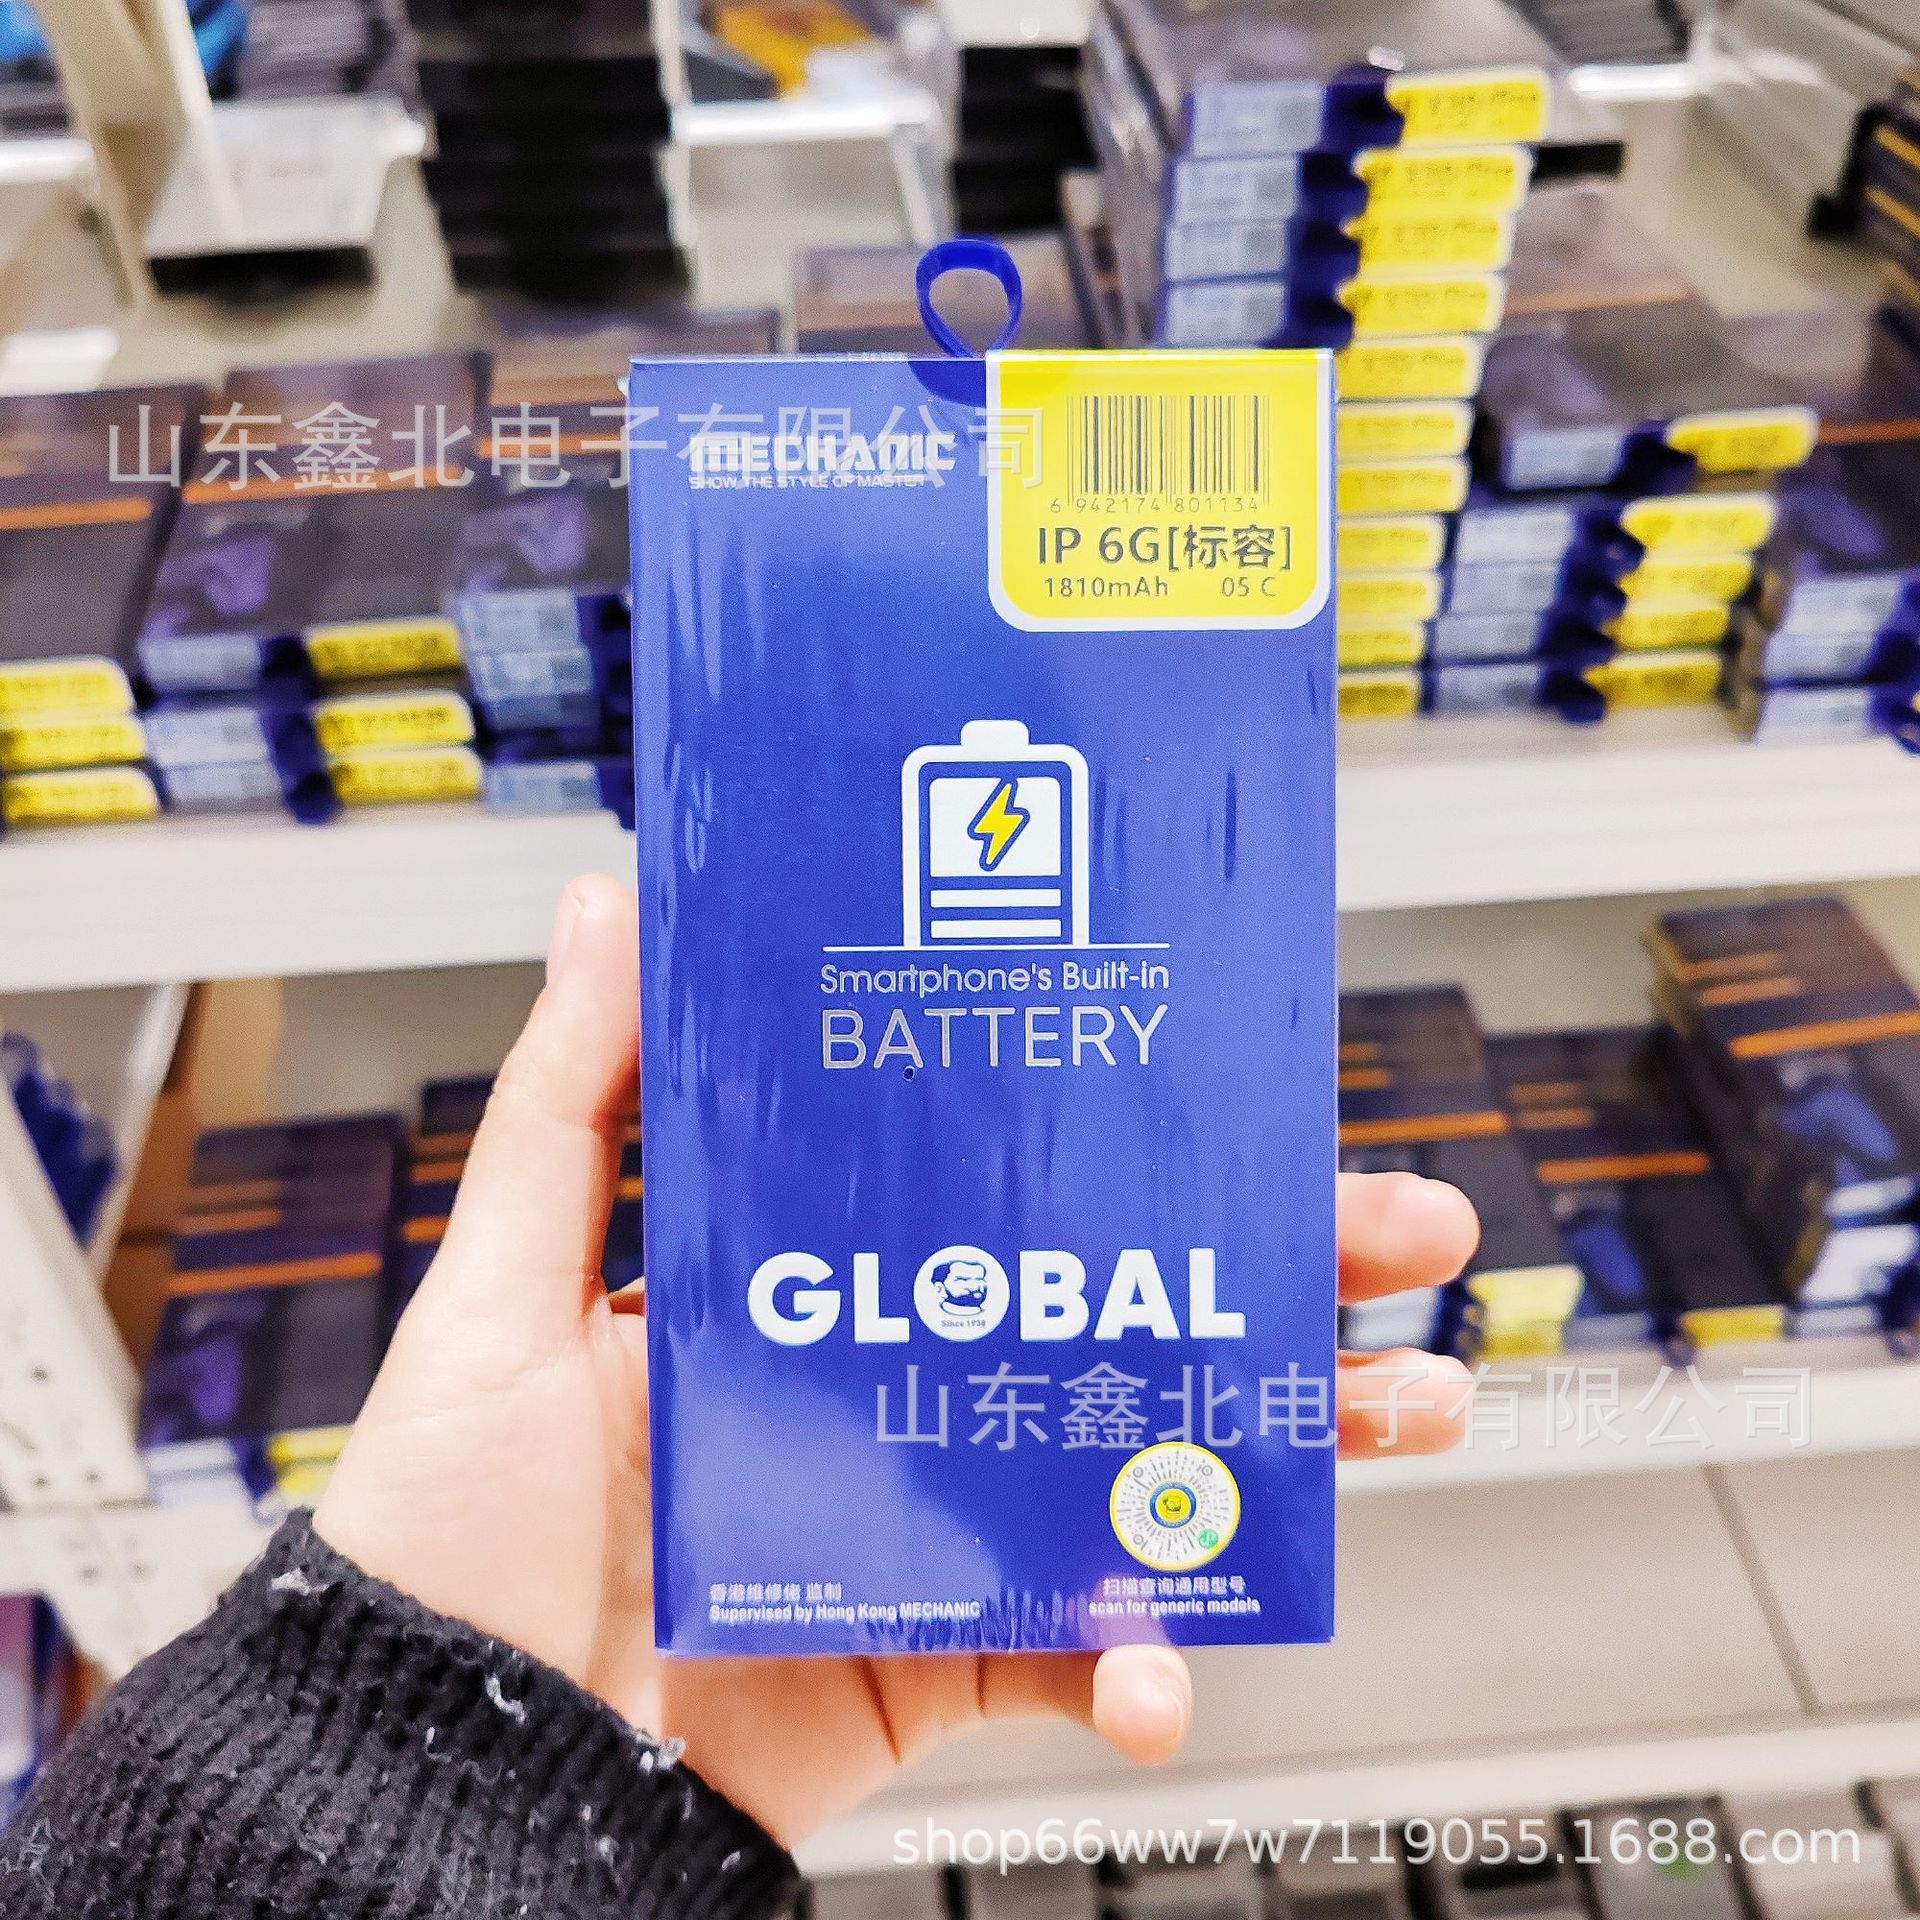 山东鑫北电子有限公司
MECHANIC
SHOW THE STYLE OF MASTER
6 942174 801134
IP 6G[标容]
1810mAh 05 C
Smartphone's Built-in
BATTERY
GLOBAL
Since 1938
山东鑫北电子有限公司
香港维修佬 监制
Supervised by Hong Kong MECHANIC
扫描查询通用型号
scan for generic models
shop66ww7w7119055.1688.com